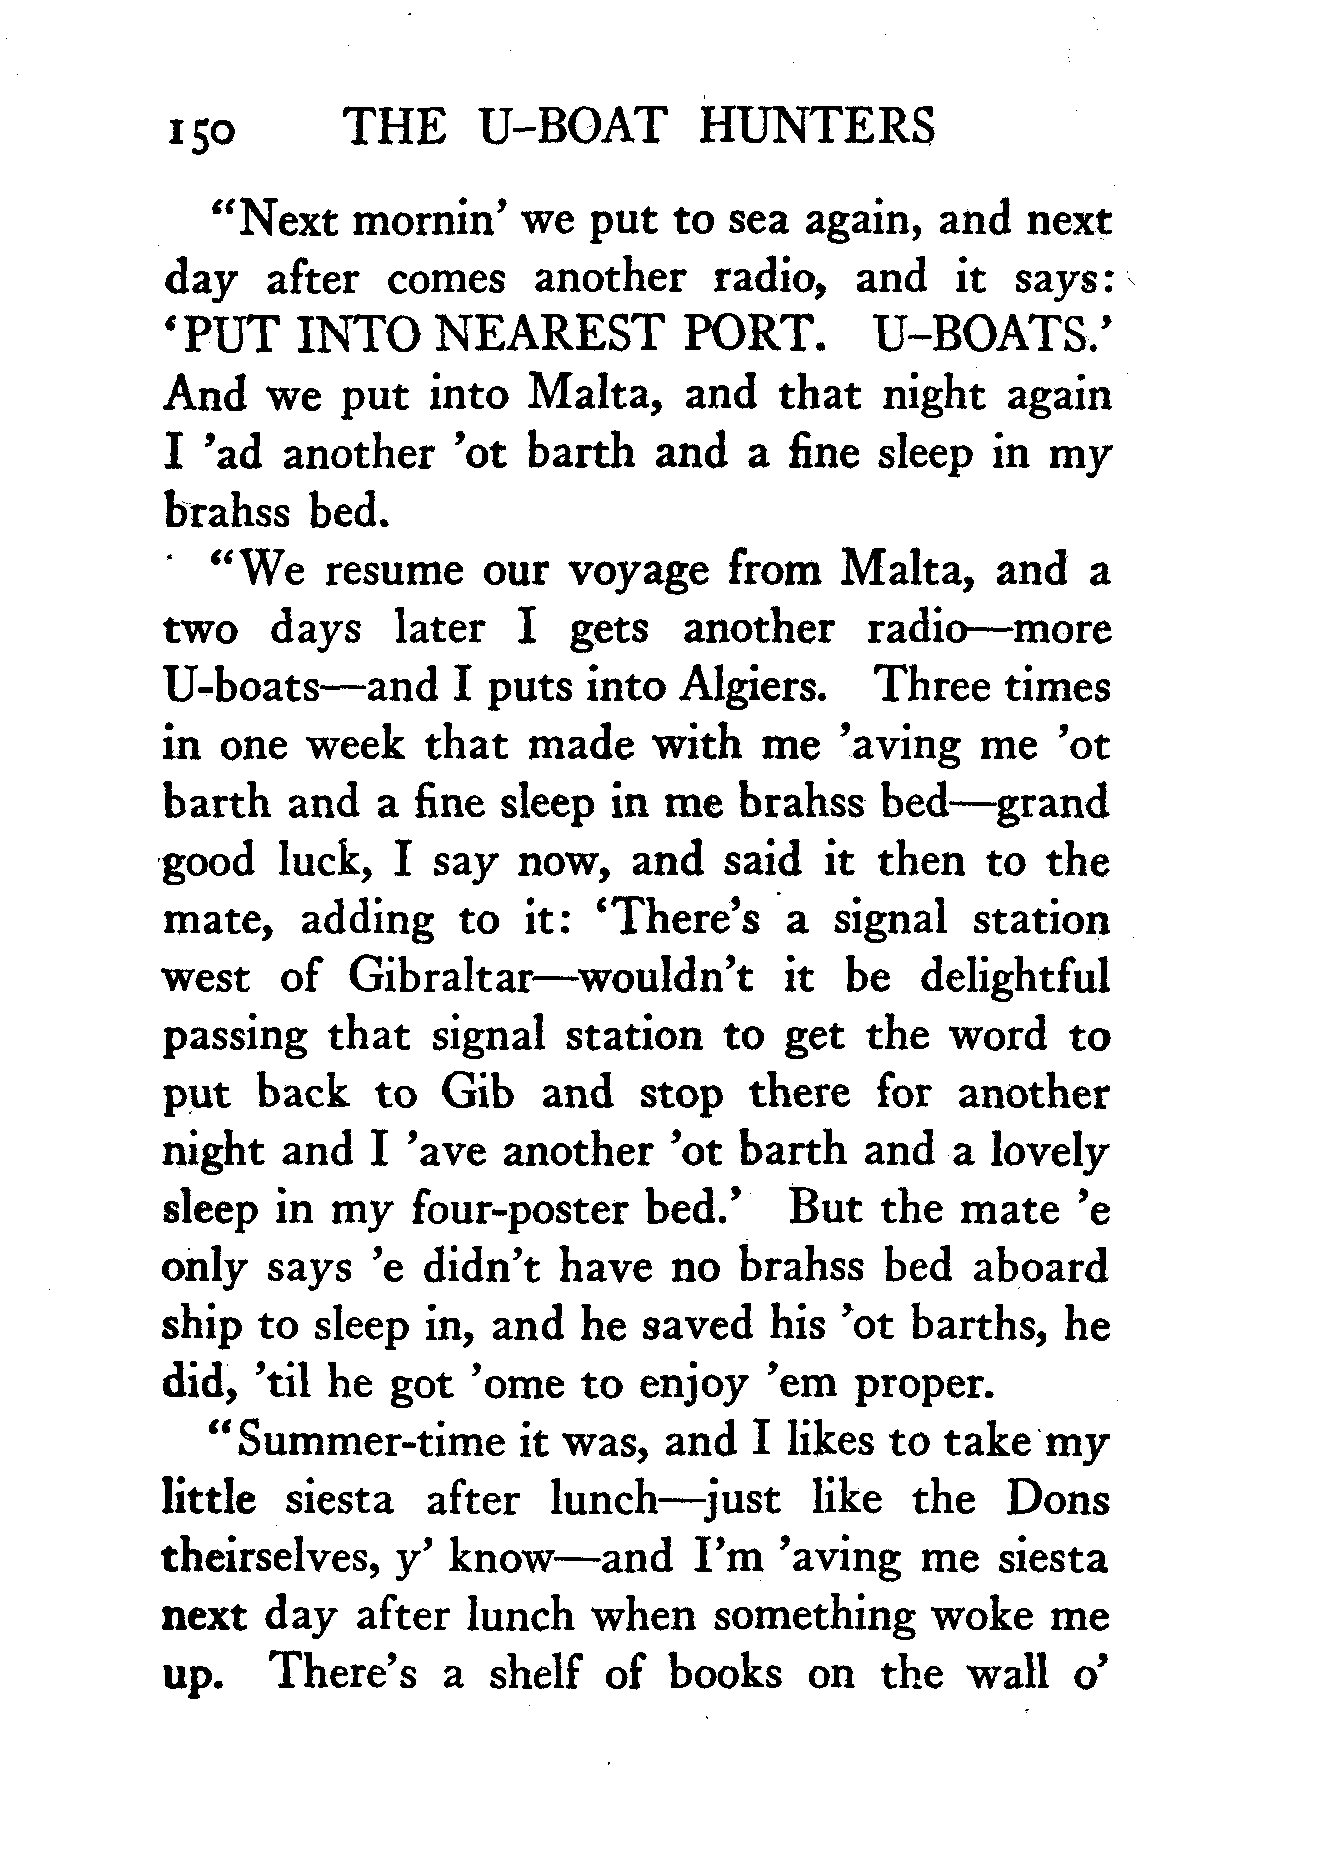 150 THE U-BOAT HUNTERS
"Next mornin' we put to sea again, and next
day after comes another radio, and it says:
'PUT INTO NEAREST PORT. U-BOATS.'
And we put into Malta, and that night again
I 'ad another 'ot barth and a fine sleep in my
brahss bed.
"We resume our voyage from Malta, and a
two days later I gets another radio—more
U-boats—and I puts into Algiers. Three times
in one week that made with me 'aving me 'ot
barth and a fine sleep in me brahss bed—grand
good luck, I say now, and said it then to the
mate, adding to it: 'There's a signal station
west of Gibraltar—wouldn't it be delightful
passing that signal station to get the word to
put back to Gib and stop there for another
night and I 'ave another 'ot barth and a lovely
sleep in my four-poster bed.' But the mate 'e
only says 'e didn't have no brahss bed aboard
ship to sleep in, and he saved his 'ot barths, he
did, 'til he got 'ome to enjoy 'em proper.
"Summer-time it was, and I likes to take my
little siesta after lunch—just like the Dons
theirselves, y' know—and I'm 'aving me siesta
next day after lunch when something woke me
up. There's a shelf of books on the wall o'